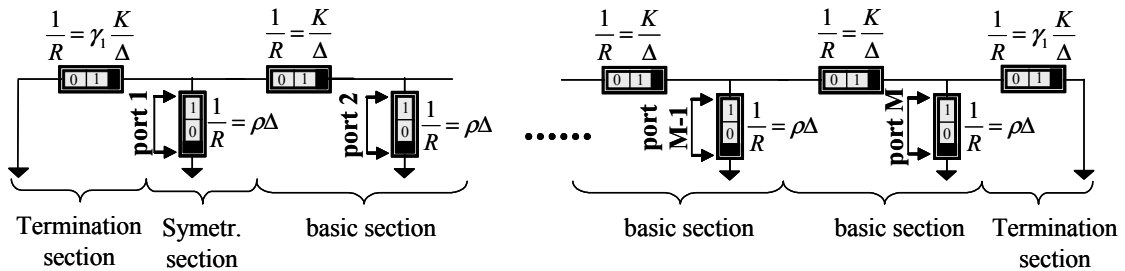 1/R = γ₁ K/Δ
1/R = K/Δ
1/R = K/Δ
1/R = K/Δ
1/R = γ₁ K/Δ
0 1
0 1
0 1
0 1
0 1
port 1
1
0
1/R = ρΔ
port 2
1
0
1/R = ρΔ
......
port
M-1
1
0
1/R = ρΔ
port M
1
0
1/R = ρΔ
Termination
section
Symetr.
section
basic section
basic section
basic section
Termination
section